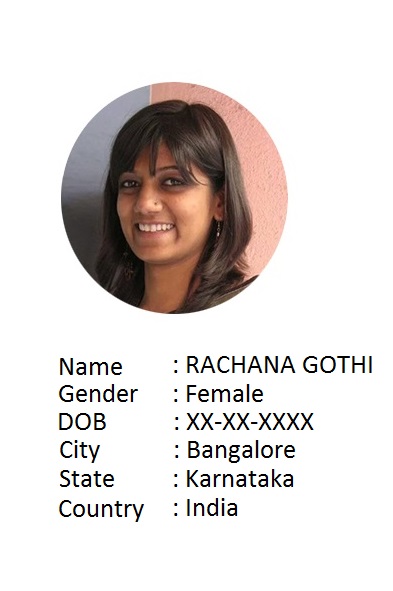 Name : RACHANA GOTHI
Gender : Female
DOB : XX-XX-XXXX
City : Bangalore
State : Karnataka
Country : India